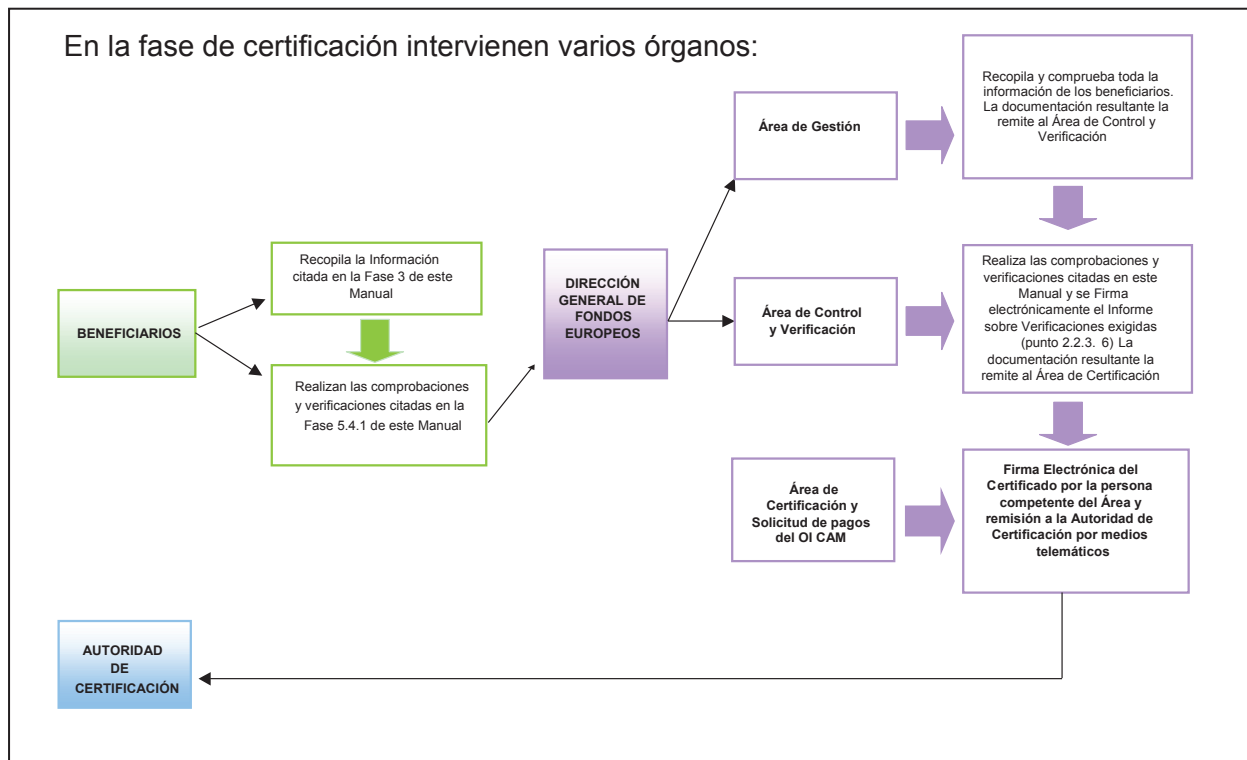 En la fase de certificación intervienen varios órganos:
BENEFICIARIOS
Recopila la Información
citada en la Fase 3 de este
Manual
Realizan las comprobaciones
y verificaciones citadas en la
Fase 5.4.1 de este Manual
DIRECCIÓN
GENERAL DE
FONDOS
EUROPEOS
Área de Gestión
Recopila y comprueba toda la
información de los beneficiarios.
La documentación resultante la
remite al Área de Control y
Verificación
Área de Control
y Verificación
Realiza las comprobaciones y
verificaciones citadas en este
Manual y se Firma
electrónicamente el Informe
sobre Verificaciones exigidas
(punto 2.2.3. 6) La
documentación resultante la
remite al Área de Certificación
Área de
Certificación y
Solicitud de pagos
del OI CAM
Firma Electrónica del
Certificado por la persona
competente del Área y
remisión a la Autoridad de
Certificación por medios
telemáticos
AUTORIDAD
DE
CERTIFICACIÓN